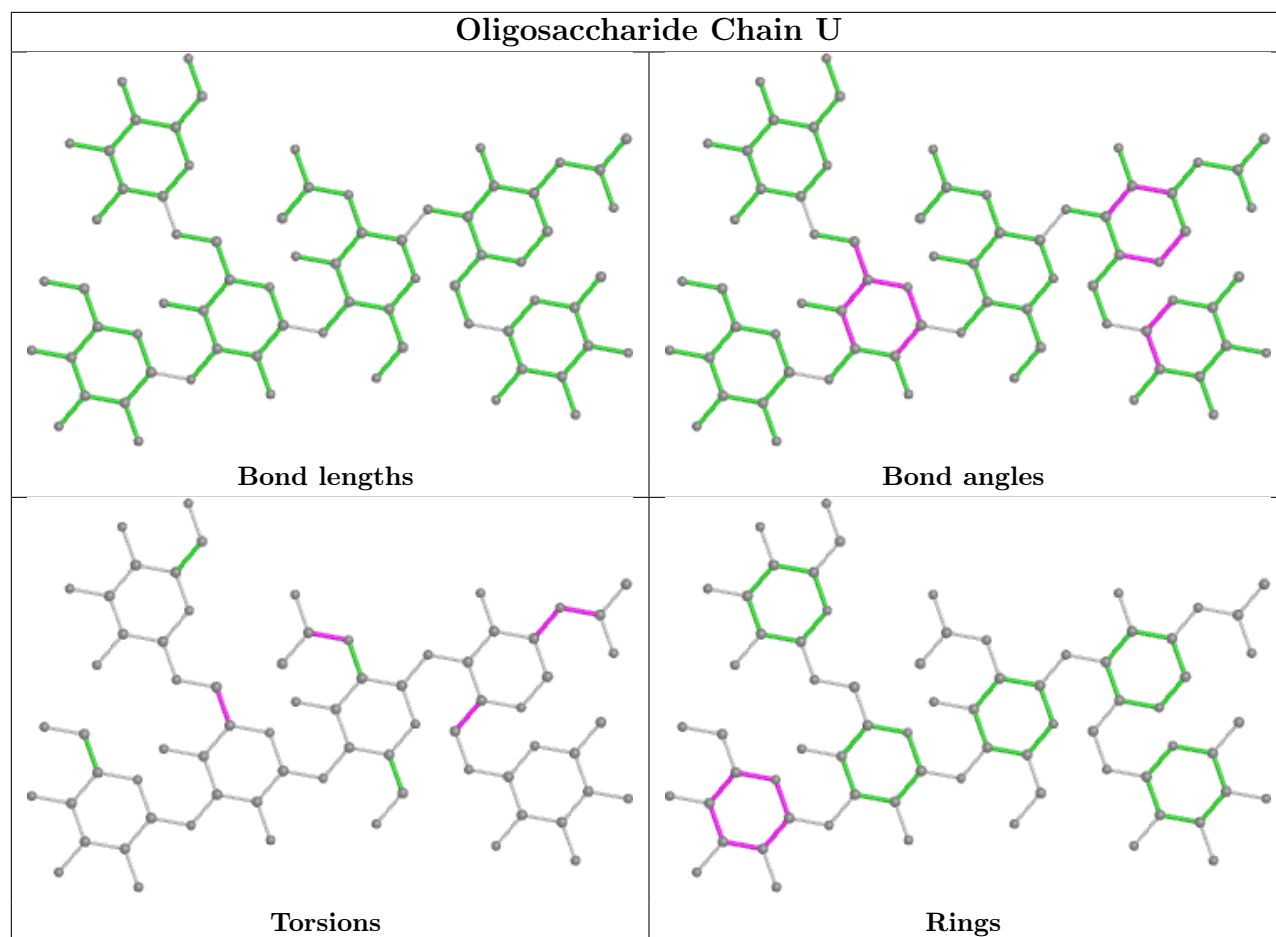 Oligosaccharide Chain U
Bond lengths
Bond angles
Torsions
Rings